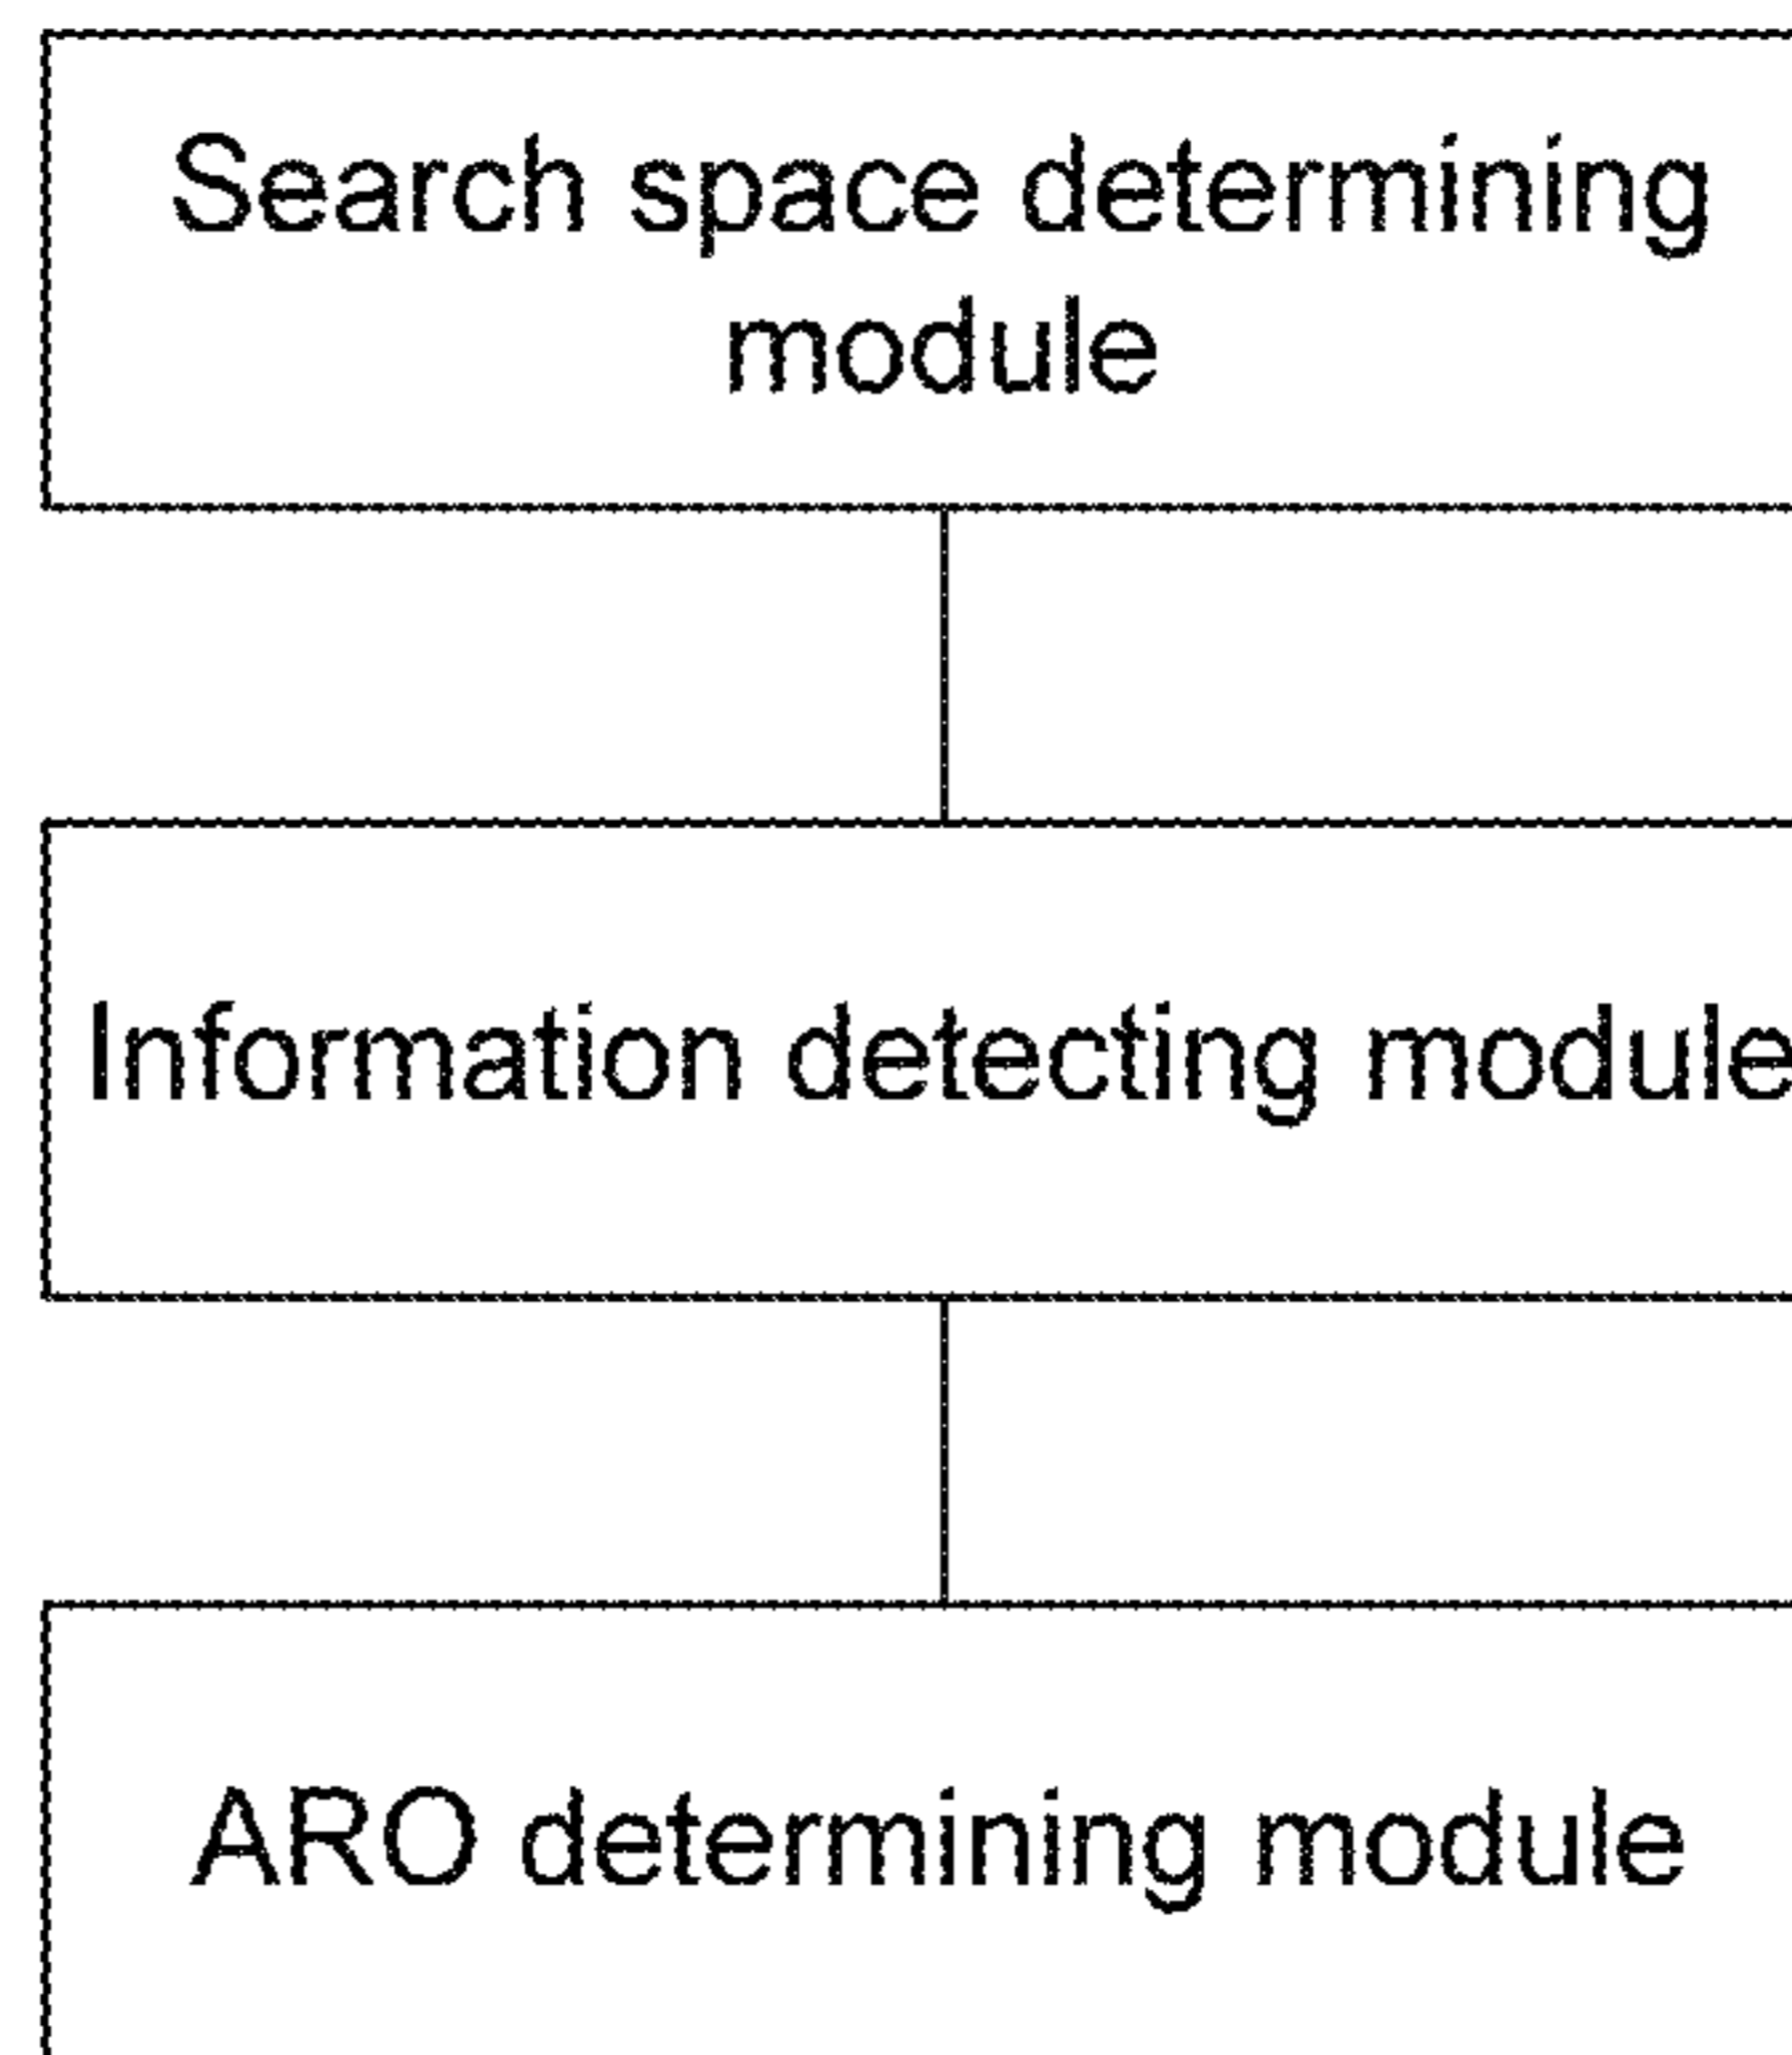 Search space determining
module
Information detecting module
ARO determining module